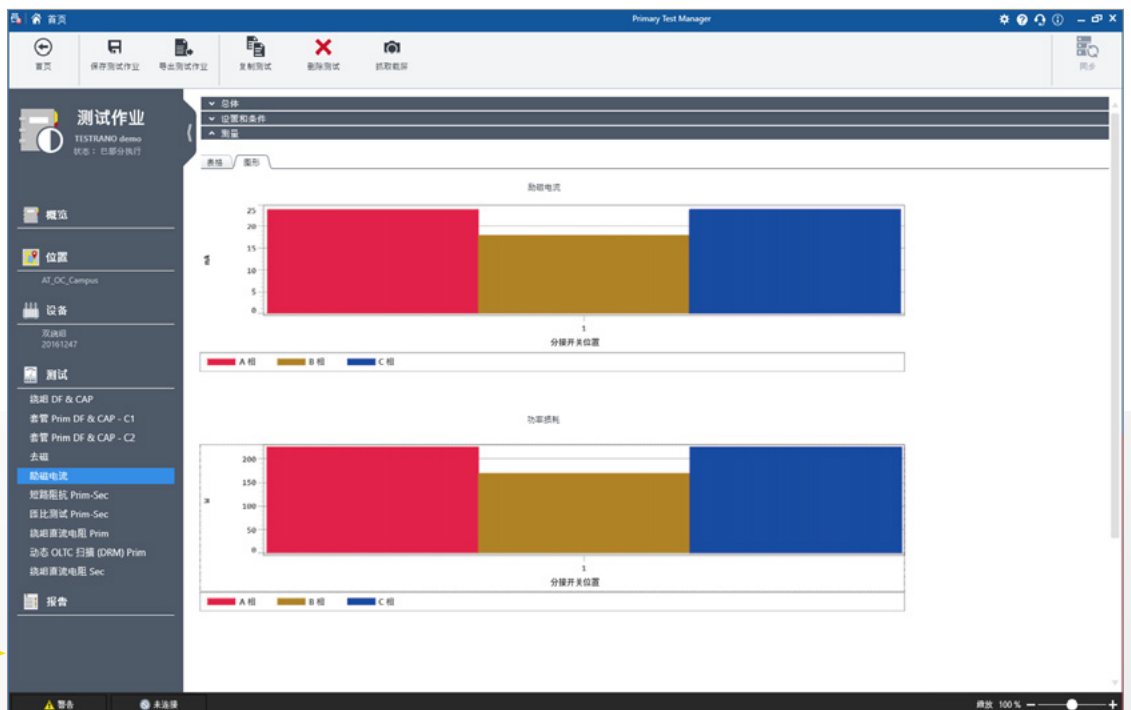 首页 Primary Test Manager
首页 保存测试作业 导出测试作业 复制测试 删除测试 抓取截屏 同步
测试作业
TESTRANO demo
状态： 已部分执行
概览
位置
AT_OC_Campus
设备
双绕组
20161247
测试
绕组 DF & CAP
套管 Prim DF & CAP - C1
套管 Prim DF & CAP - C2
去磁
励磁电流
短路阻抗 Prim-Sec
匝比测试 Prim-Sec
绕组直流电阻 Prim
动态 OLTC 扫描 (DRM) Prim
绕组直流电阻 Sec
报告
总体
设置和条件
测量
表格 图形
励磁电流
25
20
15
10
5
0
mA
1
分接开关位置
A 相 B 相 C 相
功率损耗
200
150
100
50
0
W
1
分接开关位置
A 相 B 相 C 相
警告 未连接 缩放 100 %